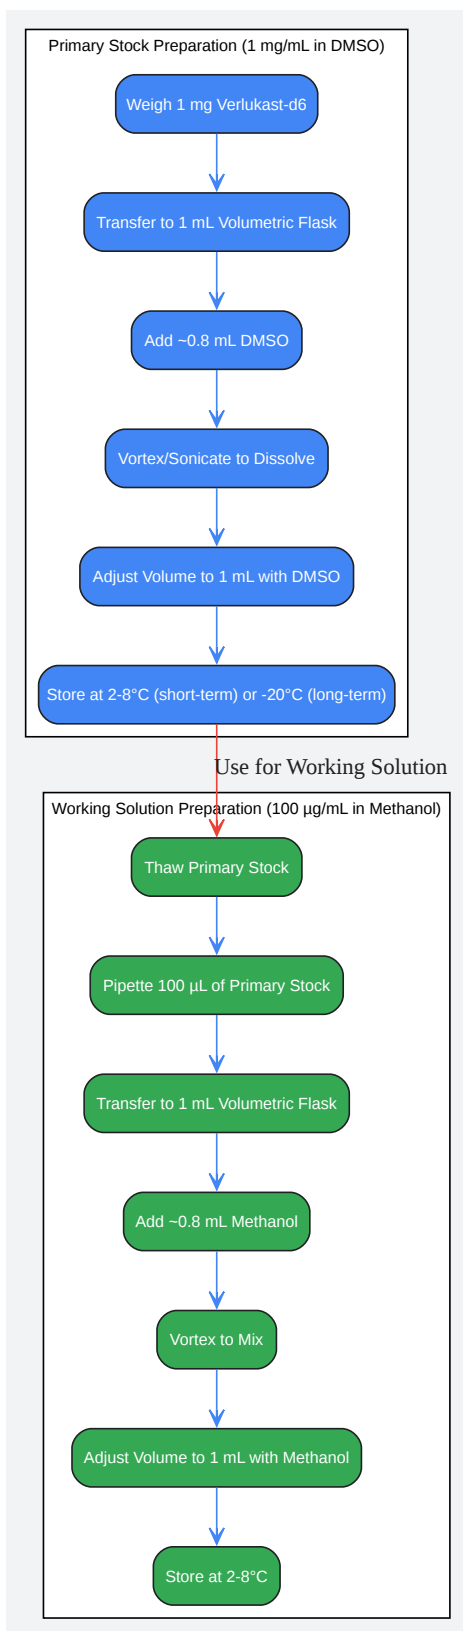 Primary Stock Preparation (1 mg/mL in DMSO)
Weigh 1 mg Verlukast-d6
Transfer to 1 mL Volumetric Flask
Add ~0.8 mL DMSO
Vortex/Sonicate to Dissolve
Adjust Volume to 1 mL with DMSO
Store at 2-8°C (short-term) or -20°C (long-term)
Use for Working Solution
Working Solution Preparation (100 µg/mL in Methanol)
Thaw Primary Stock
Pipette 100 µL of Primary Stock
Transfer to 1 mL Volumetric Flask
Add ~0.8 mL Methanol
Vortex to Mix
Adjust Volume to 1 mL with Methanol
Store at 2-8°C